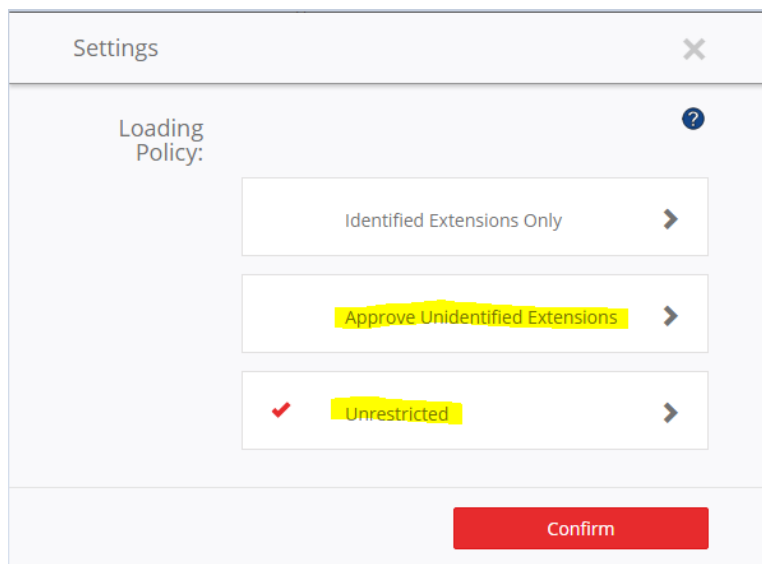 Settings
Loading
Policy:
Identified Extensions Only
Approve Unidentified Extensions
Unrestricted
Confirm